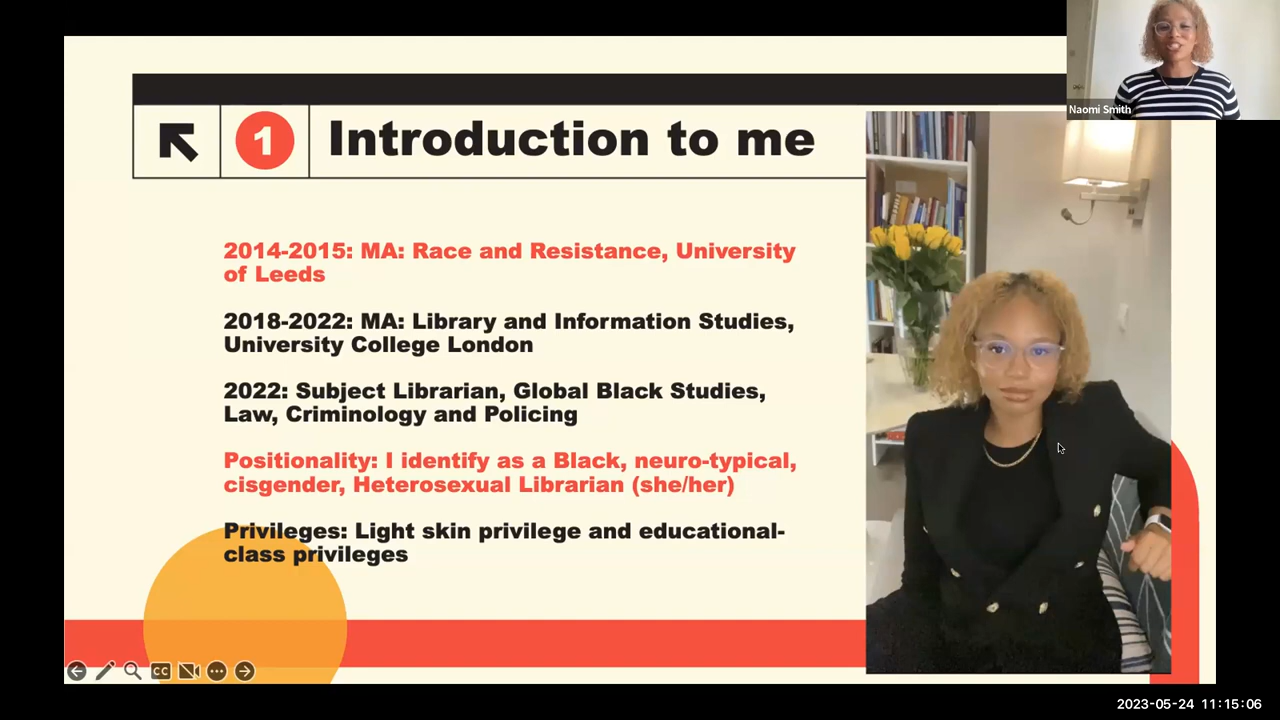 Naomi Smith
1
Introduction to me
2014-2015: MA: Race and Resistance, University
of Leeds
2018-2022: MA: Library and Information Studies,
University College London
2022: Subject Librarian, Global Black Studies,
Law, Criminology and Policing
Positionality: I identify as a Black, neuro-typical,
cisgender, Heterosexual Librarian (she/her)
Privileges: Light skin privilege and educational-
class privileges
CC
2023-05-24 11:15:06